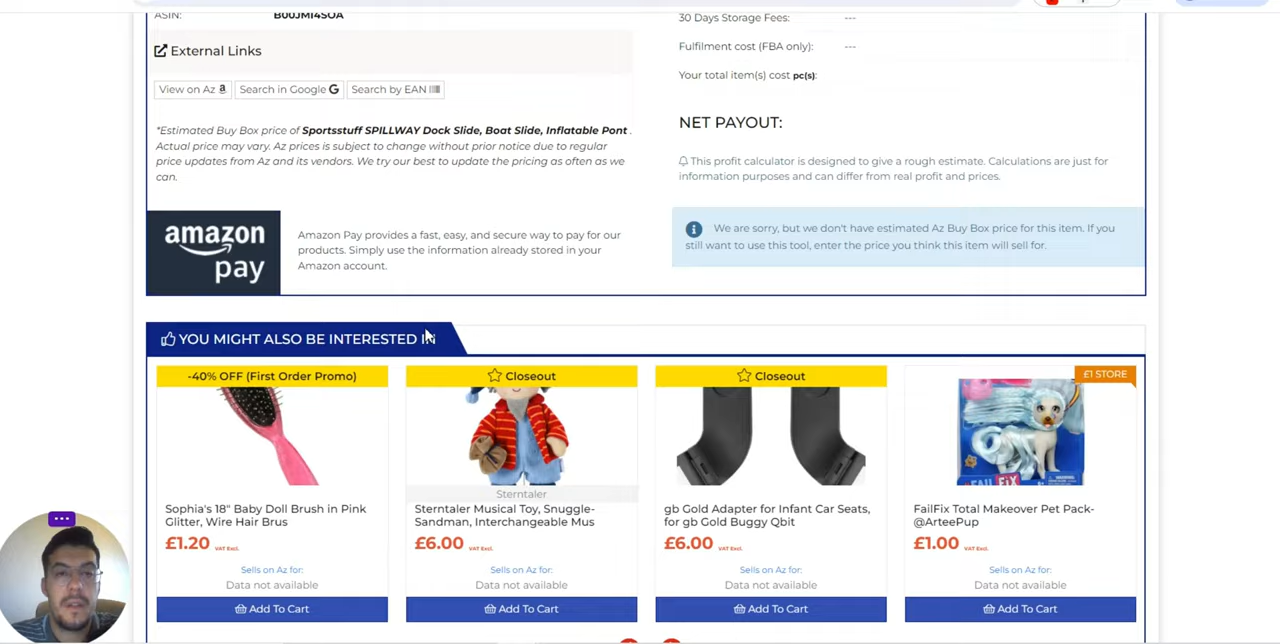 ASIN:
B00JMI4SOA
External Links
View on Az
Search in Google
Search by EAN
*Estimated Buy Box price of Sportsstuff SPILLWAY Dock Slide, Boat Slide, Inflatable Pont .
Actual price may vary. Az prices is subject to change without prior notice due to regular
price updates from Az and its vendors. We try our best to update the pricing as often as we
can.
amazon
pay
Amazon Pay provides a fast, easy, and secure way to pay for our
products. Simply use the information already stored in your
Amazon account.
30 Days Storage Fees: ---
Fulfilment cost (FBA only): ---
Your total item(s) cost pc(s):
NET PAYOUT:
This profit calculator is designed to give a rough estimate. Calculations are just for
information purposes and can differ from real profit and prices.
We are sorry, but we don't have estimated Az Buy Box price for this item. If you
still want to use this tool, enter the price you think this item will sell for.
YOU MIGHT ALSO BE INTERESTED IN
-40% OFF (First Order Promo)
Sophia's 18" Baby Doll Brush in Pink
Glitter, Wire Hair Brus
£1.20 VAT Excl.
Sells on Az for:
Data not available
Add To Cart
Closeout
Sterntaler
Sterntaler Musical Toy, Snuggle-
Sandman, Interchangeable Mus
£6.00 VAT Excl.
Sells on Az for:
Data not available
Add To Cart
Closeout
gb Gold Adapter for Infant Car Seats,
for gb Gold Buggy Qbit
£6.00 VAT Excl.
Sells on Az for:
Data not available
Add To Cart
£1 STORE
FAIL FIX
FailFix Total Makeover Pet Pack-
@ArteePup
£1.00 VAT Excl.
Sells on Az for:
Data not available
Add To Cart